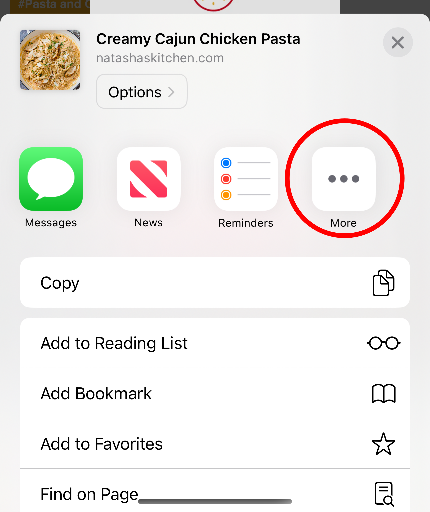 #Pasta and
Creamy Cajun Chicken Pasta
natashaskitchen.com
Options
Messages
News
Reminders
More
Copy
Add to Reading List
Add Bookmark
Add to Favorites
Find on Page